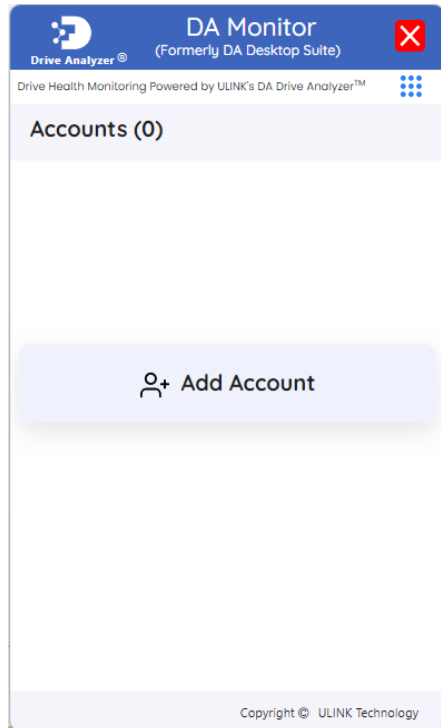 DA Monitor
(Formerly DA Desktop Suite)
Drive Analyzer ®
Drive Health Monitoring Powered by ULINK's DA Drive Analyzer™
Accounts (0)
Add Account
Copyright © ULINK Technology